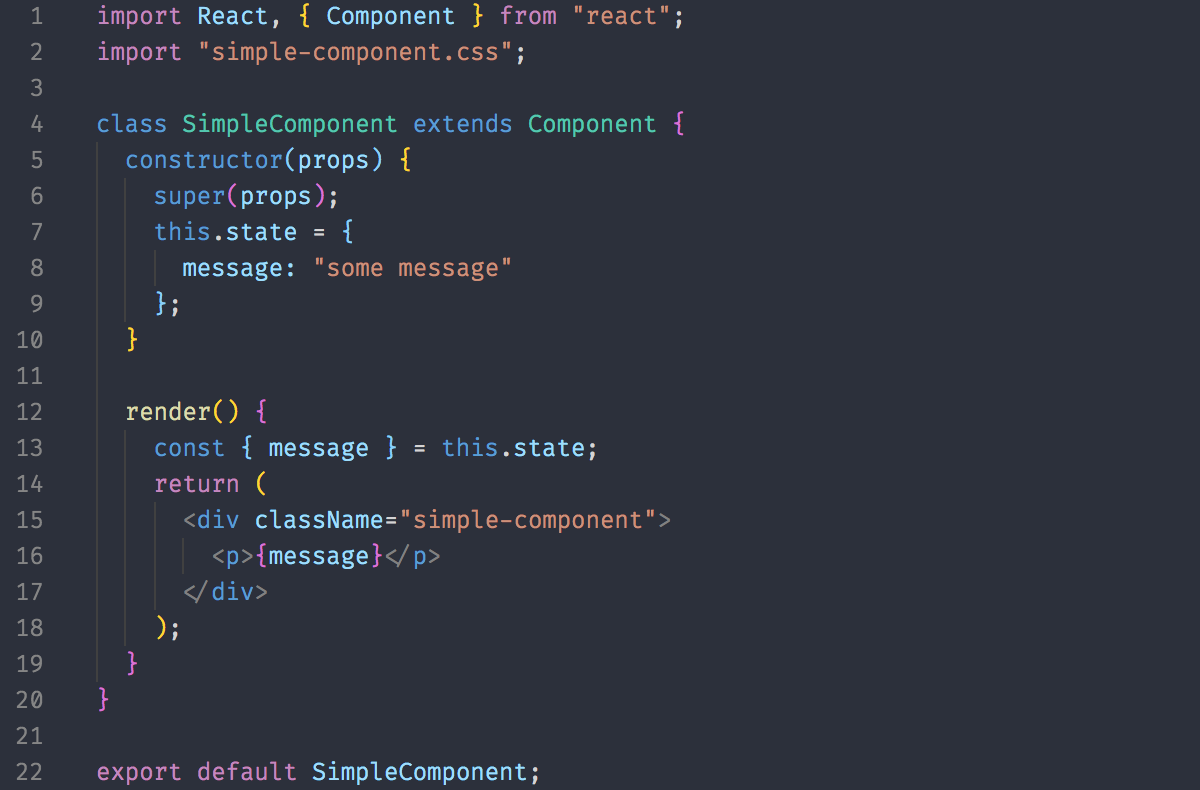 1 import React, { Component } from "react";
2 import "simple-component.css";
3
4 class SimpleComponent extends Component {
5   constructor(props) {
6     super(props);
7     this.state = {
8       message: "some message"
9     };
10   }
11
12   render() {
13     const { message } = this.state;
14     return (
15       <div className="simple-component">
16         <p>{message}</p>
17       </div>
18     );
19   }
20 }
21
22 export default SimpleComponent;